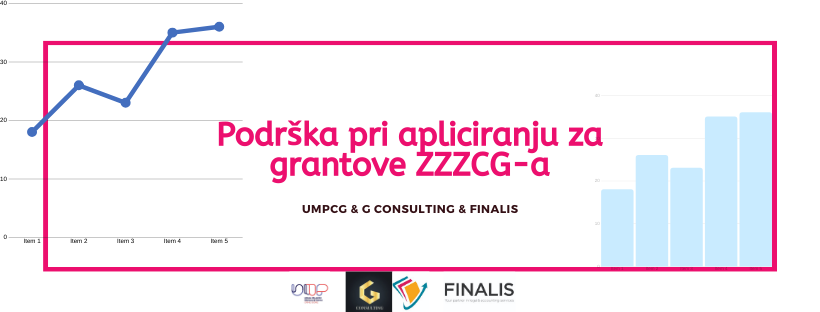 40
30
20
10
0
Item 1 Item 2 Item 3 Item 4 Item 5
Podrška pri apliciranju za
grantove ZZZCG-a
UMPCG & G CONSULTING & FINALIS
G
CONSULTING
FINALIS